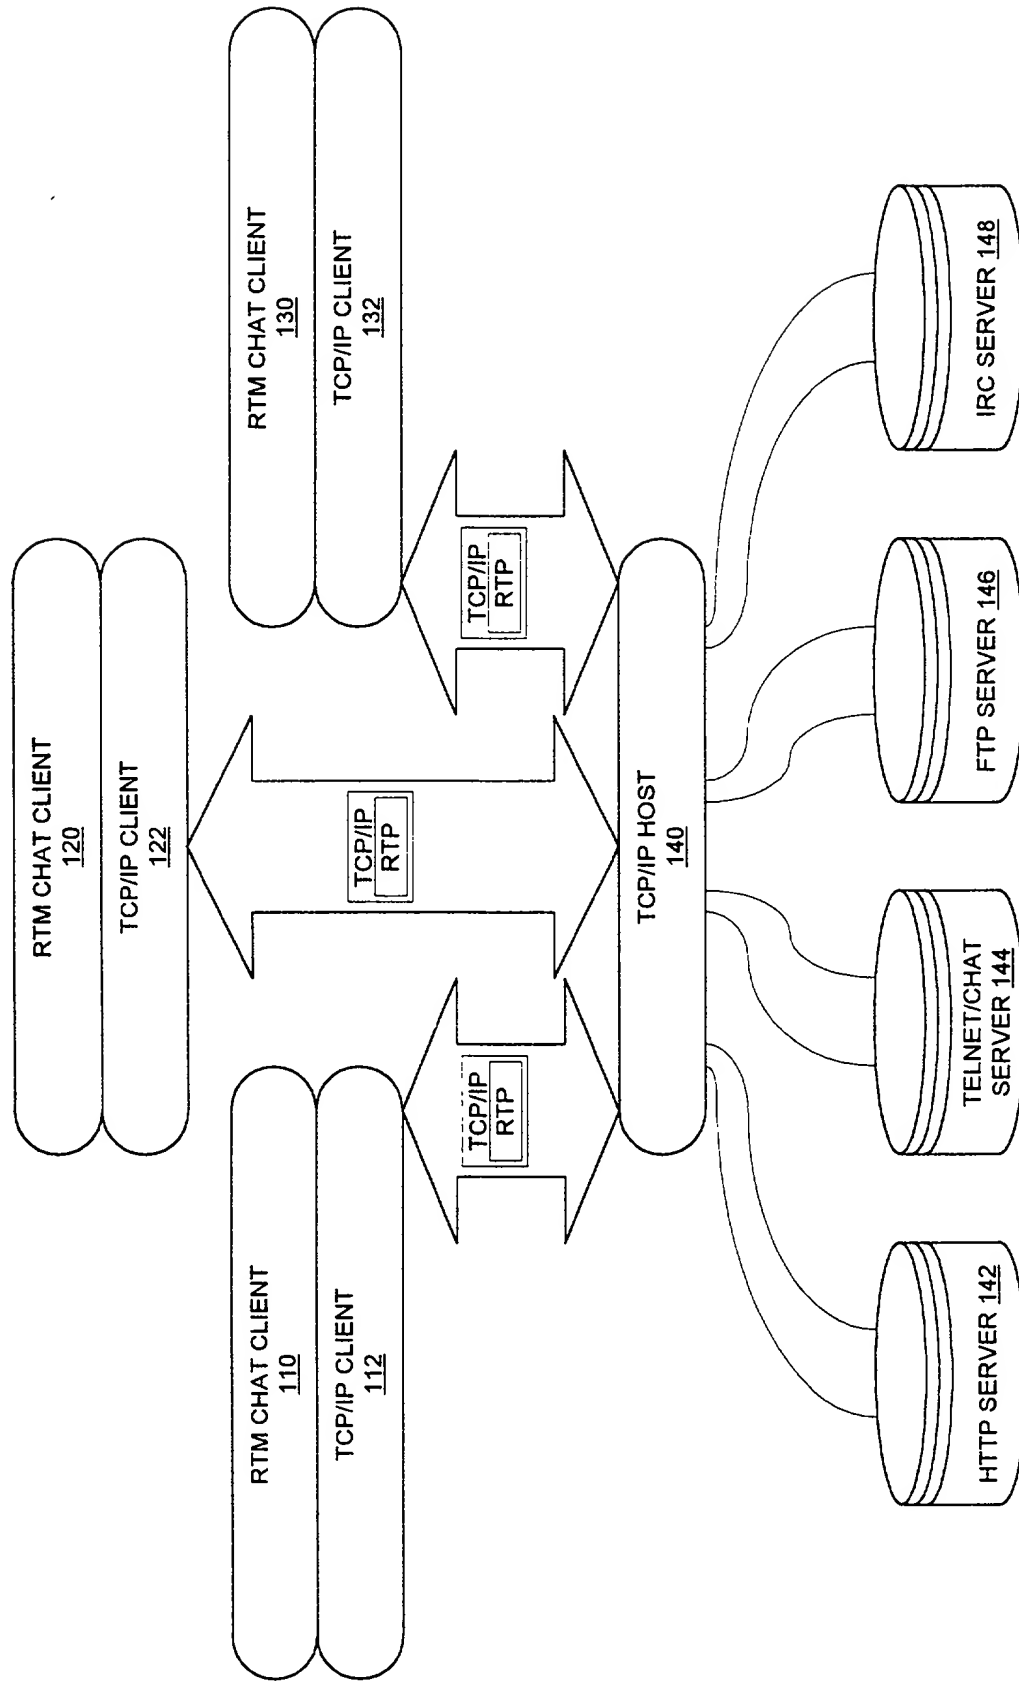 RTM CHAT CLIENT
120
TCP/IP CLIENT
122
RTM CHAT CLIENT
110
TCP/IP CLIENT
112
RTM CHAT CLIENT
130
TCP/IP CLIENT
132
TCP/IP
RTP
TCP/IP
RTP
TCP/IP
RTP
TCP/IP HOST
140
HTTP SERVER 142
TELNET/CHAT
SERVER 144
FTP SERVER 146
IRC SERVER 148